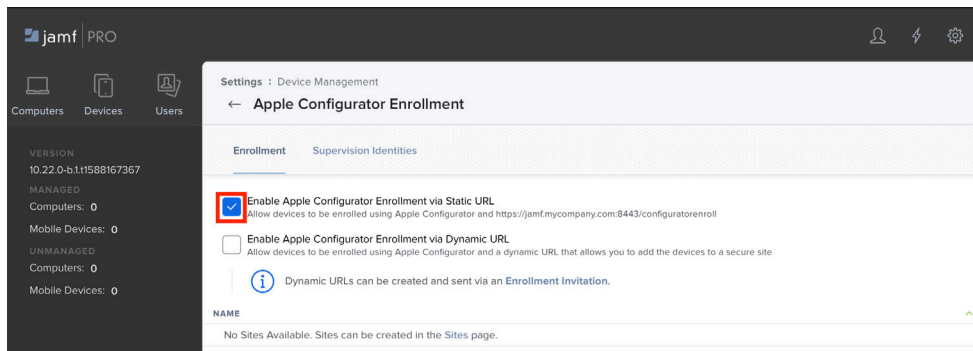 jamf PRO
Computers Devices Users
VERSION
10.22.0-b.1.t1588167367
MANAGED
Computers: 0
Mobile Devices: 0
UNMANAGED
Computers: 0
Mobile Devices: 0
Settings : Device Management
← Apple Configurator Enrollment
Enrollment Supervision Identities
Enable Apple Configurator Enrollment via Static URL
Allow devices to be enrolled using Apple Configurator and https://jamf.mycompany.com:8443/configuratorenroll
Enable Apple Configurator Enrollment via Dynamic URL
Allow devices to be enrolled using Apple Configurator and a dynamic URL that allows you to add the devices to a secure site
Dynamic URLs can be created and sent via an Enrollment Invitation.
NAME
No Sites Available. Sites can be created in the Sites page.